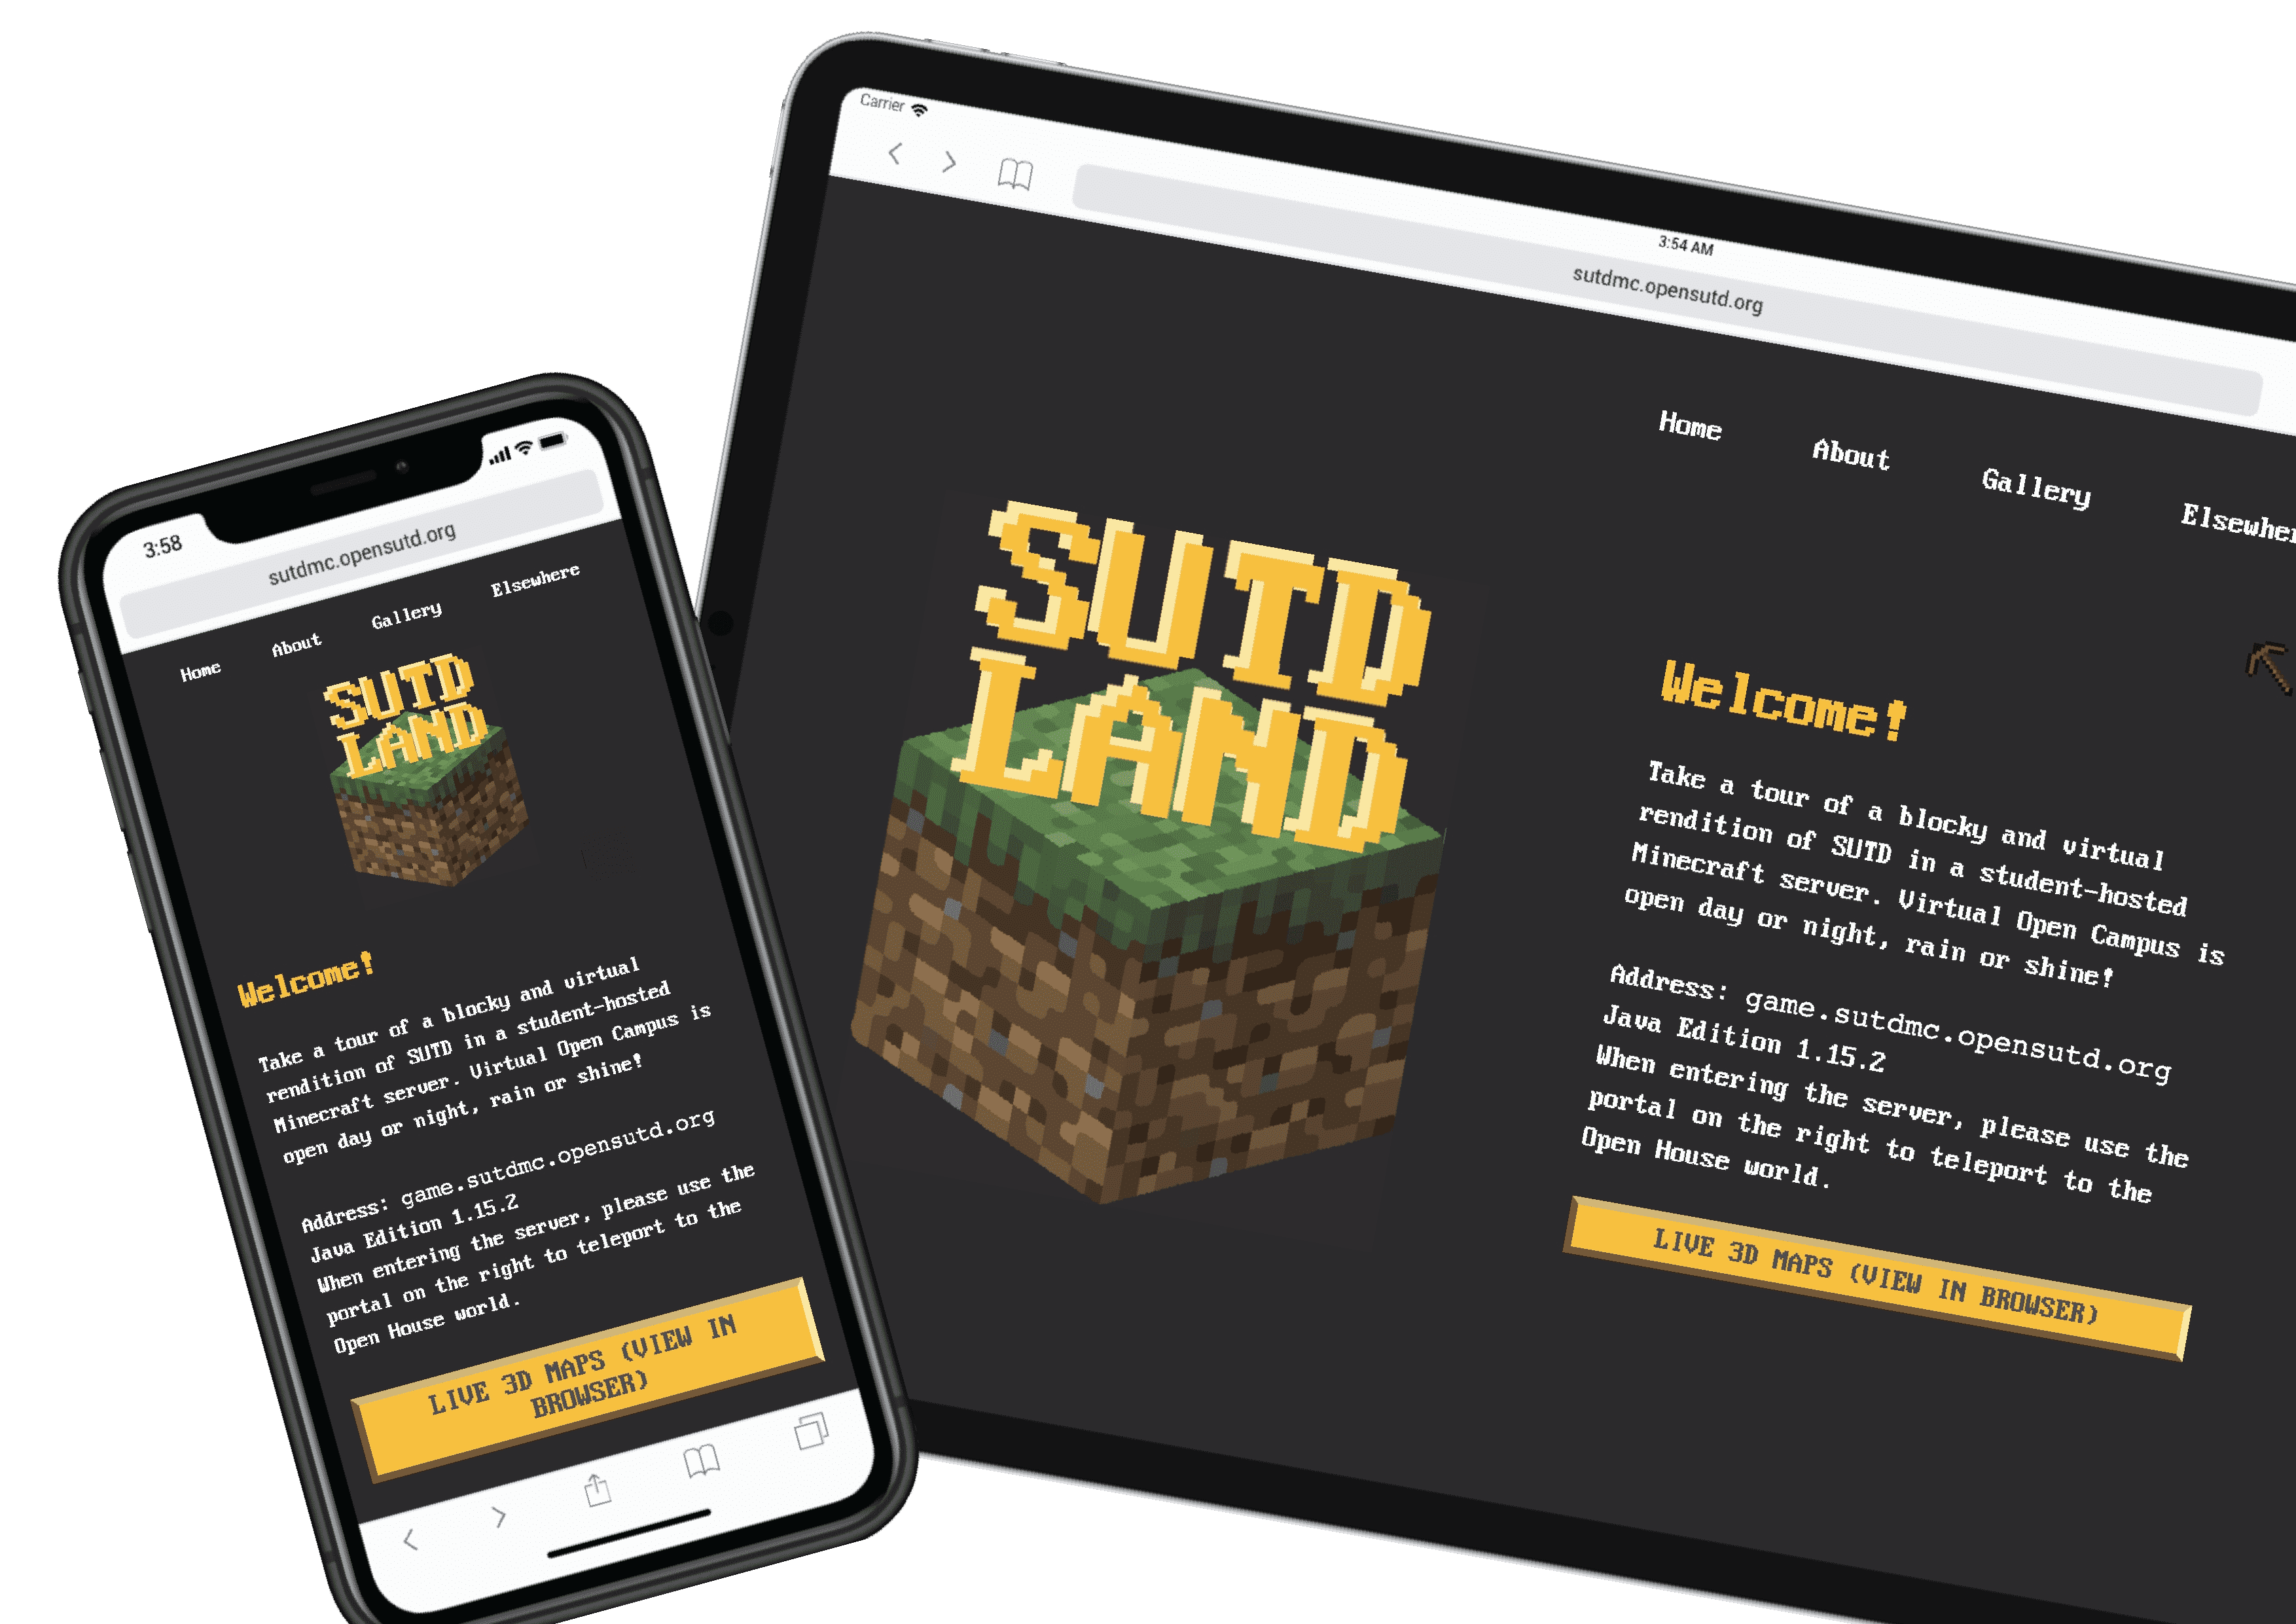 3:58
sutdmc.opensutd.org
Home About Gallery Elsewhere
SUTD
LAND
Welcome!
Take a tour of a blocky and virtual
rendition of SUTD in a student-hosted
Minecraft server. Virtual Open Campus is
open day or night, rain or shine!
Address: game.sutdmc.opensutd.org
Java Edition 1.15.2
When entering the server, please use the
portal on the right to teleport to the
Open House world.
LIVE 3D MAPS (VIEW IN
BROWSER)
Carrier
3:54 AM
sutdmc.opensutd.org
Home About Gallery Elsewher
SUTD
LAND
Welcome!
Take a tour of a blocky and virtual
rendition of SUTD in a student-hosted
Minecraft server. Virtual Open Campus is
open day or night, rain or shine!
Address: game.sutdmc.opensutd.org
Java Edition 1.15.2
When entering the server, please use the
portal on the right to teleport to the
Open House world.
LIVE 3D MAPS (VIEW IN BROWSER)